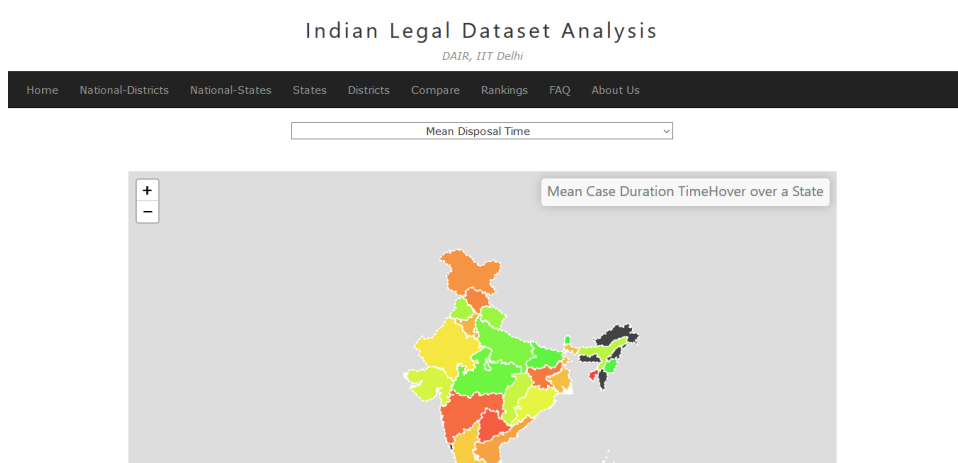 Indian Legal Dataset Analysis
DAIR, IIT Delhi
Home National-Districts National-States States Districts Compare Rankings FAQ About Us
Mean Disposal Time
+
−
Mean Case Duration TimeHover over a State